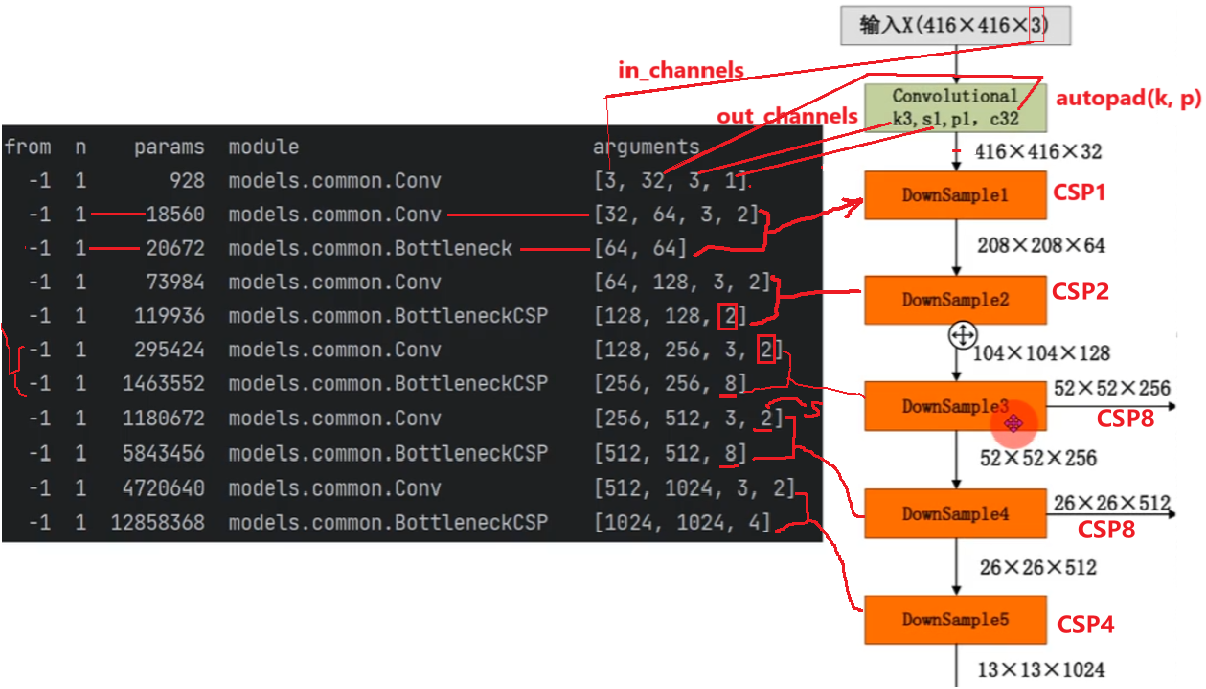 from n params module arguments
-1 1 928 models.common.Conv [3, 32, 3, 1]
-1 1 18560 models.common.Conv [32, 64, 3, 2]
-1 1 20672 models.common.Bottleneck [64, 64]
-1 1 73984 models.common.Conv [64, 128, 3, 2]
-1 1 119936 models.common.BottleneckCSP [128, 128, 2]
-1 1 295424 models.common.Conv [128, 256, 3, 2]
-1 1 1463552 models.common.BottleneckCSP [256, 256, 8]
-1 1 1180672 models.common.Conv [256, 512, 3, 2]
-1 1 5843456 models.common.BottleneckCSP [512, 512, 8]
-1 1 4720640 models.common.Conv [512, 1024, 3, 2]
-1 1 12858368 models.common.BottleneckCSP [1024, 1024, 4]
in_channels
out_channels
输入X(416×416×3)
Convolutional
k3,s1,p1, c32
autopad(k, p)
416×416×32
DownSample1
CSP1
208×208×64
DownSample2
CSP2
104×104×128
DownSample3
52×52×256
CSP8
52×52×256
DownSample4
26×26×512
CSP8
26×26×512
DownSample5
CSP4
13×13×1024